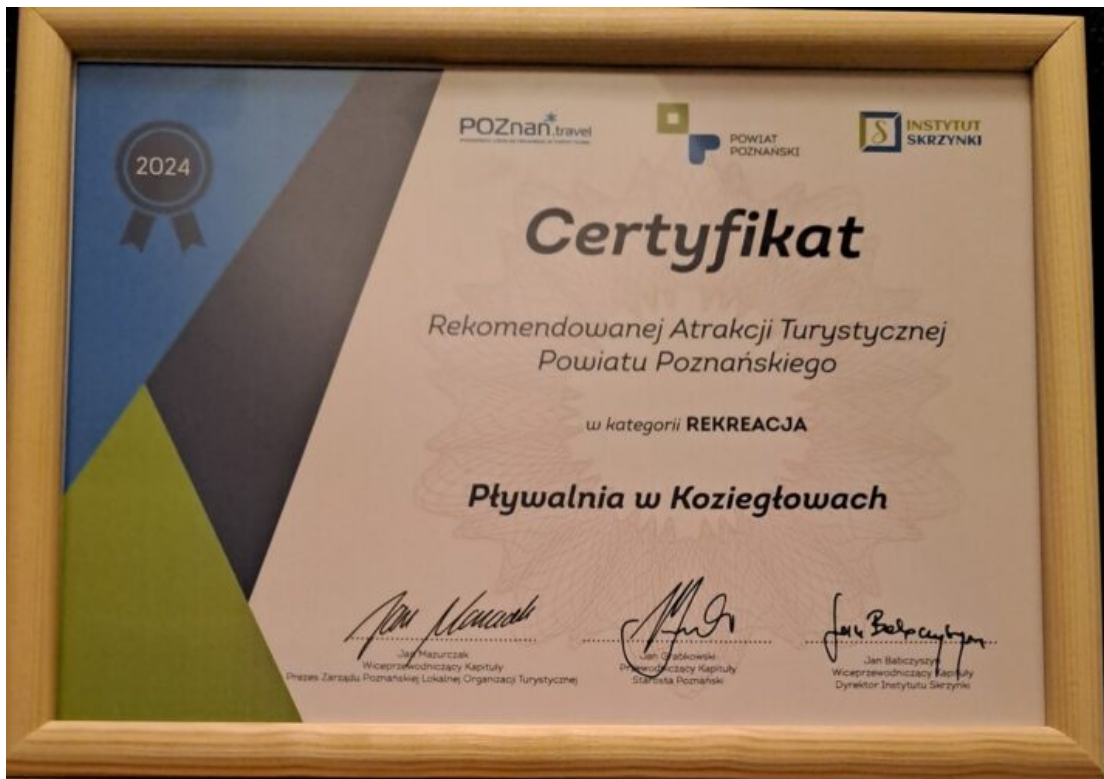 2024
POZnań.travel
POWIAT
POZNAŃSKI
INSTYTUT
SKRZYNKI
Certyfikat
Rekomendowanej Atrakcji Turystycznej
Powiatu Poznańskiego
w kategorii REKREACJA
Pływalnia w Koziegłowach
Jan Mazurczak
Wiceprzewodniczący Kapituły
Prezes Zarządu Poznańskiej Lokalnej Organizacji Turystycznej
Jan Grabkowski
Przewodniczący Kapituły
Starosta Poznański
Jan Babczyszyn
Wiceprzewodniczący Kapituły
Dyrektor Instytutu Skrzynki